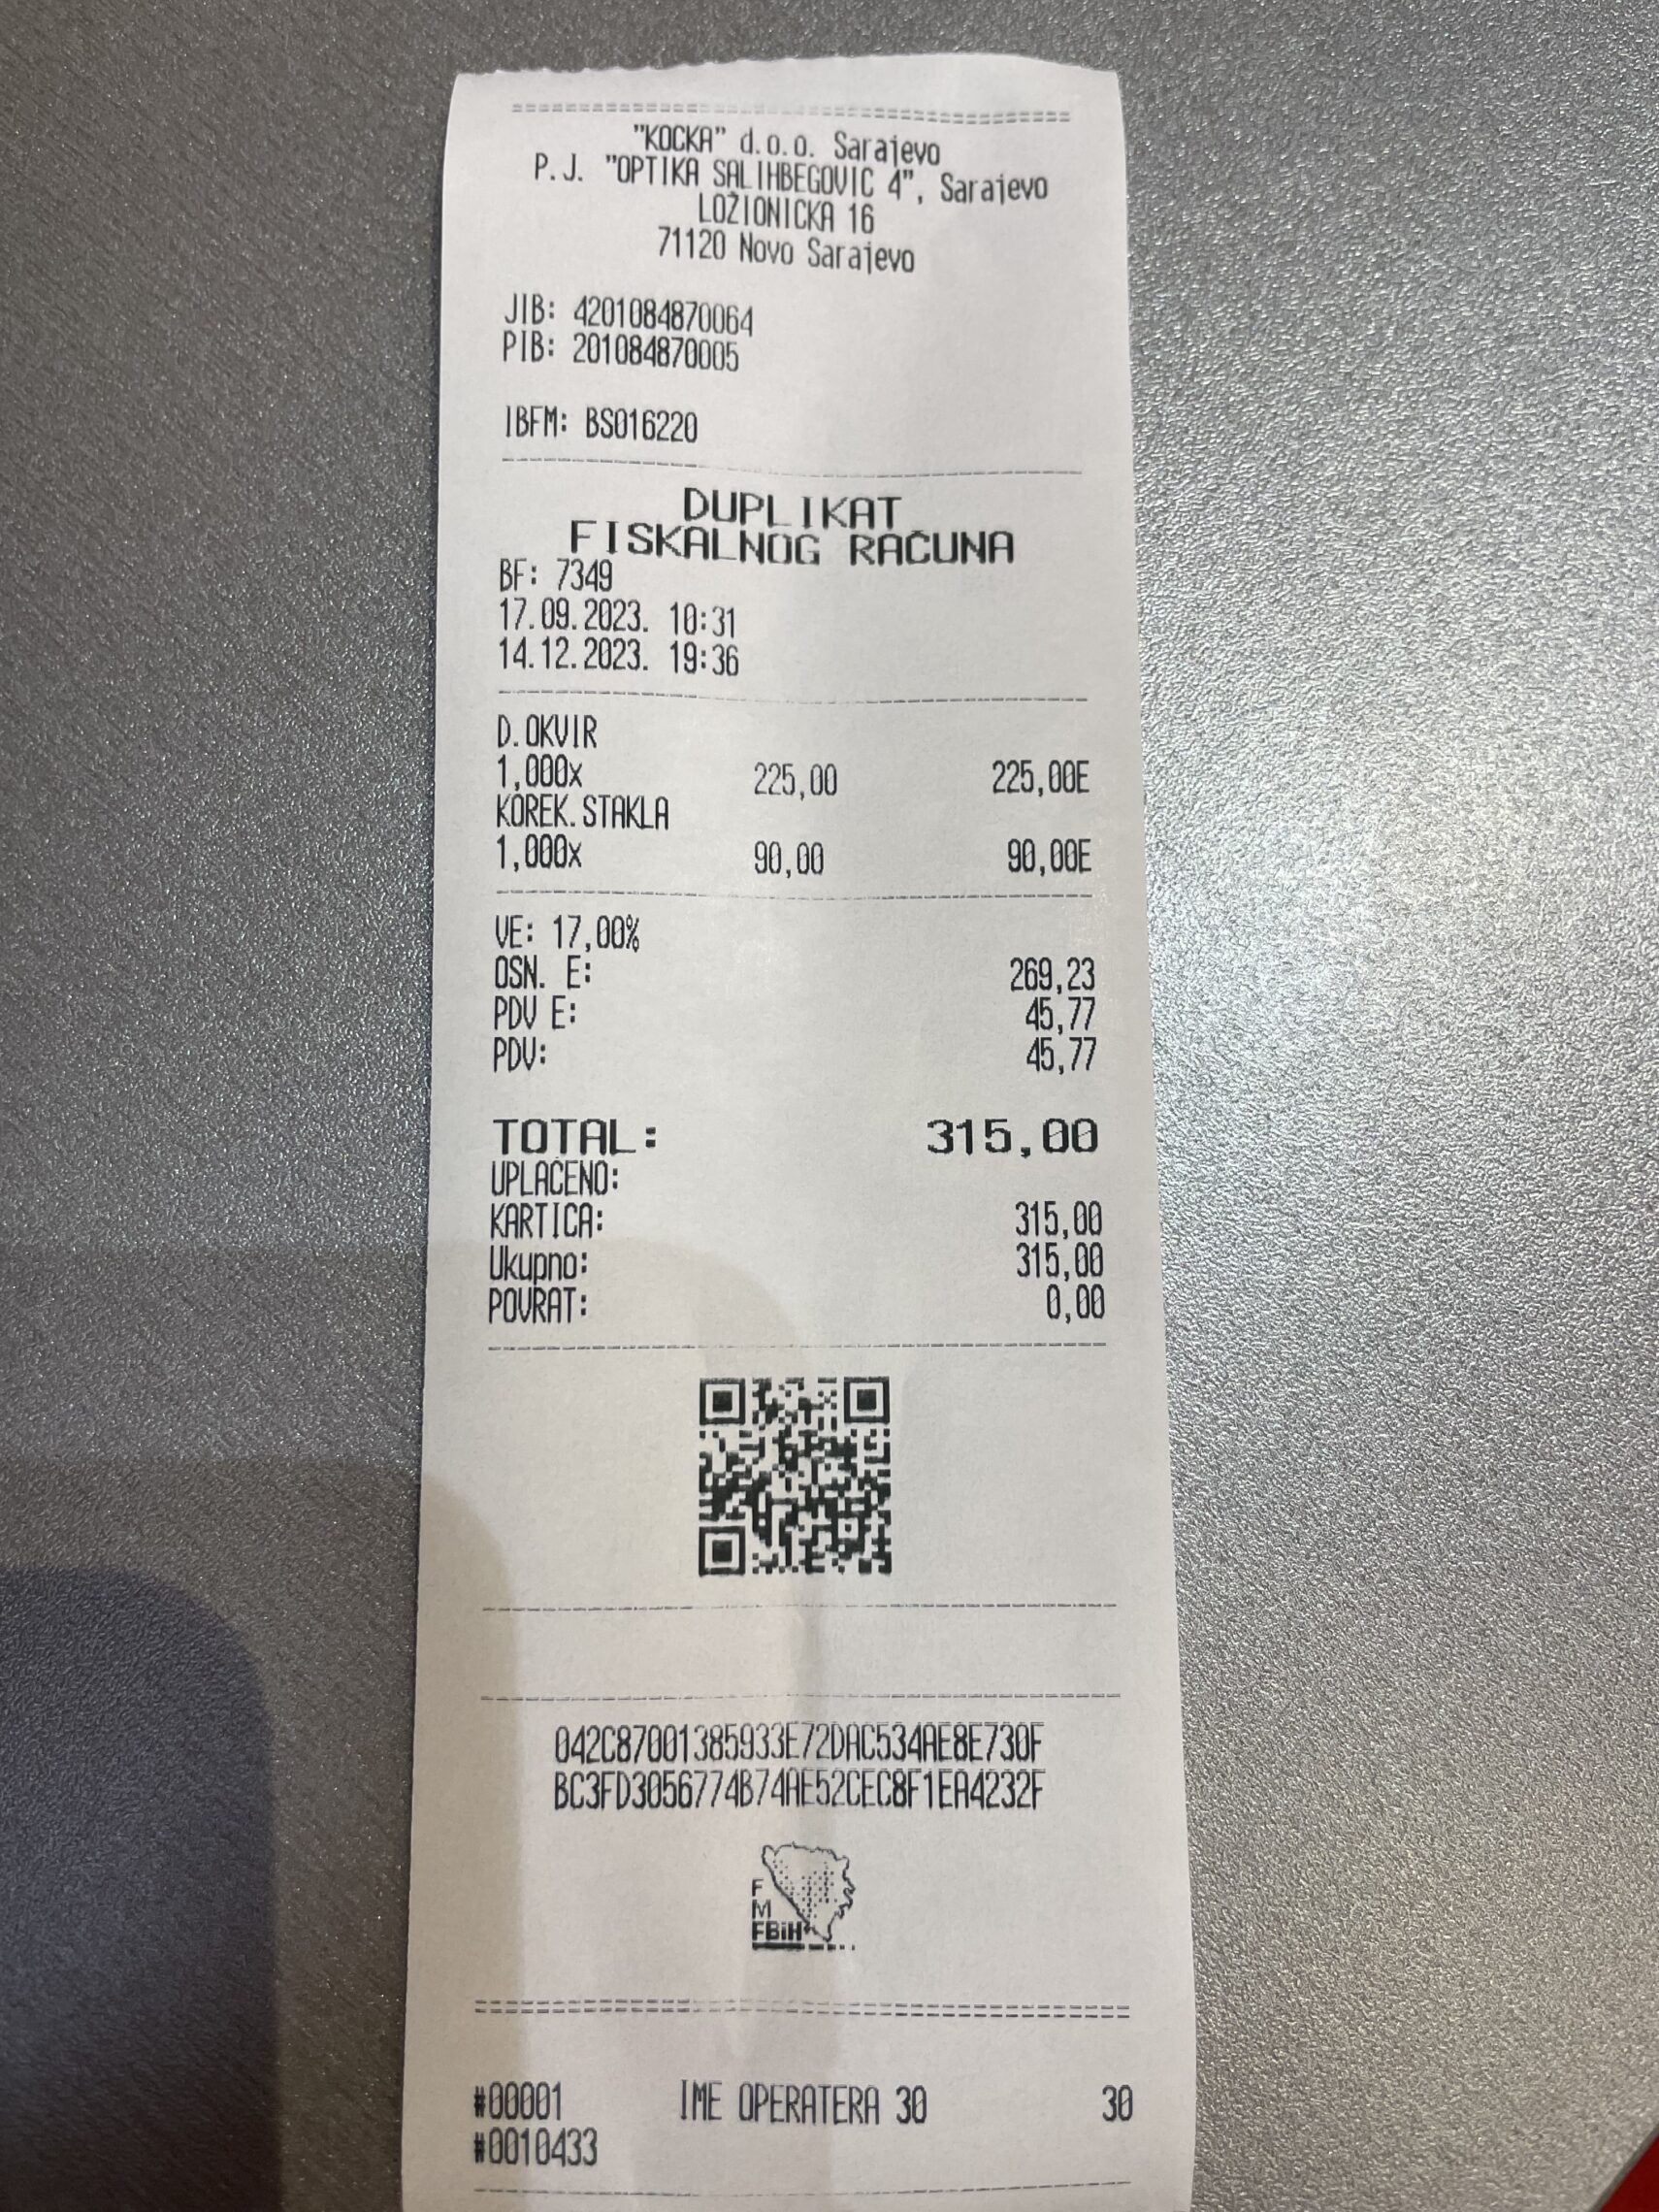 "KOCKA" d.o.o. Sarajevo
P.J. "OPTIKA SALIHBEGOVIC 4", Sarajevo
LOŽIONICKA 16
71120 Novo Sarajevo
JIB: 4201084870064
PIB: 201084870005
IBFM: BS016220
DUPLIKAT
FISKALNOG RAČUNA
BF: 7349
17.09.2023. 10:31
14.12.2023. 19:36
D.OKVIR
1,000x 225,00 225,00E
KOREK.STAKLA
1,000x 90,00 90,00E
VE: 17,00%
OSN. E: 269,23
PDV E: 45,77
PDV: 45,77
TOTAL: 315,00
UPLAĆENO:
KARTICA: 315,00
Ukupno: 315,00
POVRAT: 0,00
042C87001385933E72DAC534AE8E730F
BC3FD3056774B74AE52CEC8F1EA4232F
F
M
FBiH
#00001 IME OPERATERA 30 30
#0010433